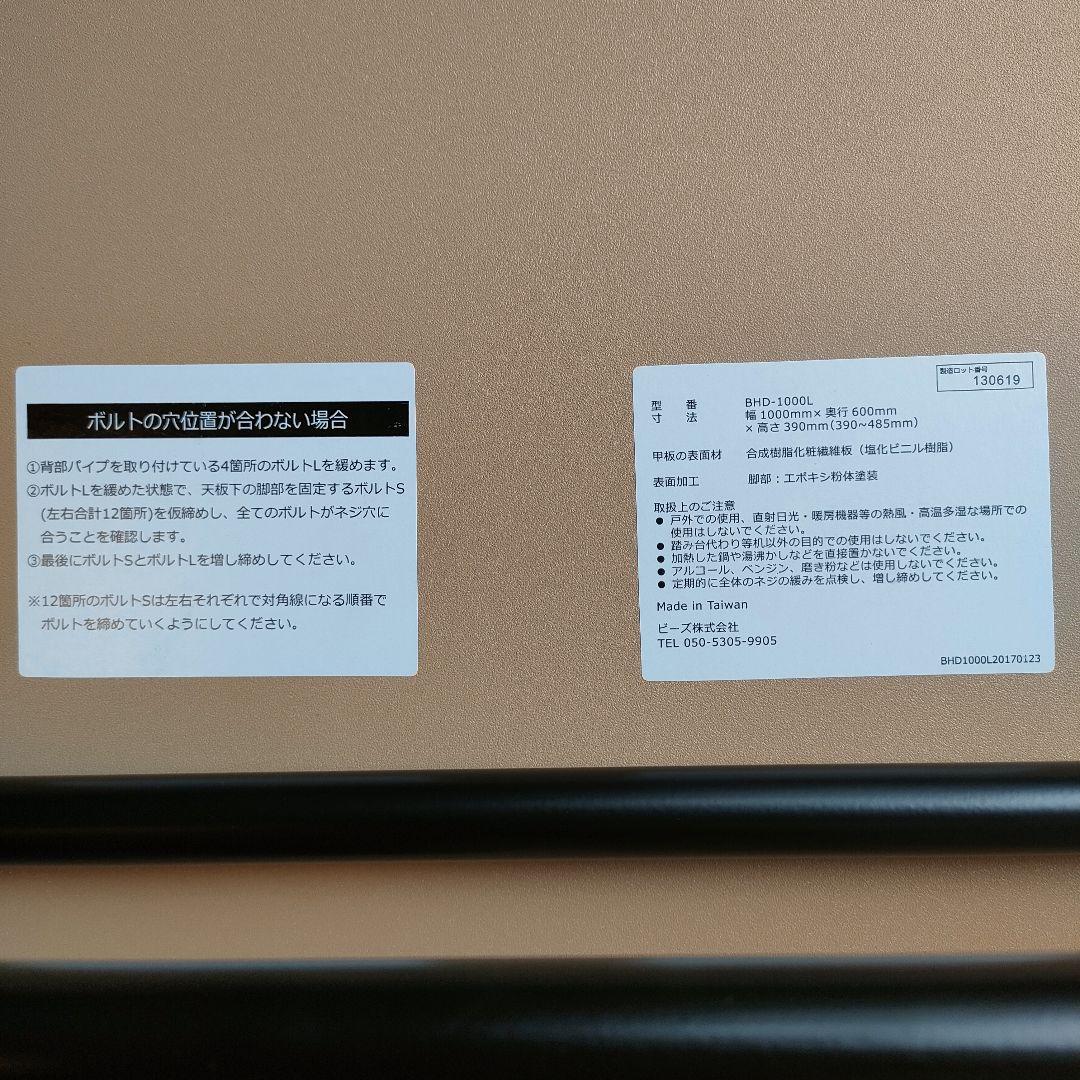 ボルトの穴位置が合わない場合
①背部パイプを取り付けている4箇所のボルトLを緩めます。
②ボルトLを緩めた状態で、天板下の脚部を固定するボルトS
(左右合計12箇所)を仮締めし、全てのボルトがネジ穴に
合うことを確認します。
③最後にボルトSとボルトLを増し締めしてください。
※12箇所のボルトSは左右それぞれで対角線になる順番で
ボルトを締めていくようにしてください。
製造ロット番号
130619
型 番 BHD-1000L
寸 法 幅 1000mm× 奥行 600mm
× 高さ 390mm(390~485mm)
甲板の表面材 合成樹脂化粧繊維板（塩化ビニル樹脂）
表面加工 脚部：エポキシ粉体塗装
取扱上のご注意
● 戸外での使用、直射日光・暖房機器等の熱風・高温多湿な場所での
使用はしないでください。
● 踏み台代わり等机以外の目的での使用はしないでください。
● 加熱した鍋や湯沸かしなどを直接置かないでください。
● アルコール、ベンジン、磨き粉などは使用しないでください。
● 定期的に全体のネジの緩みを点検し、増し締めしてください。
Made in Taiwan
ビーズ株式会社
TEL 050-5305-9905
BHD1000L20170123